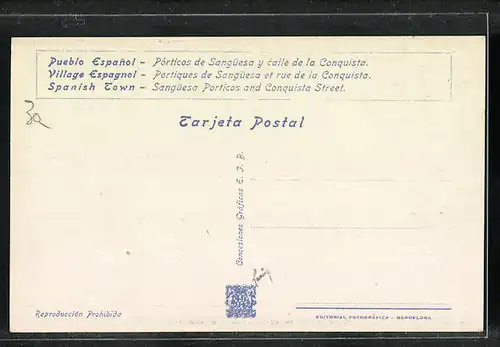 Pueblo Español - Pórticos de Sangüesa y calle de la Conquista.
Village Espagnol - Portiques de Sangüesa et rue de la Conquista.
Spanish Town - Sangüesa Porticos and Conquista Street.
Tarjeta Postal
Concesiones Gráficas E. I. B.
Reproducción Prohibida
EDITORIAL FOTOGRÁFICA - BARCELONA